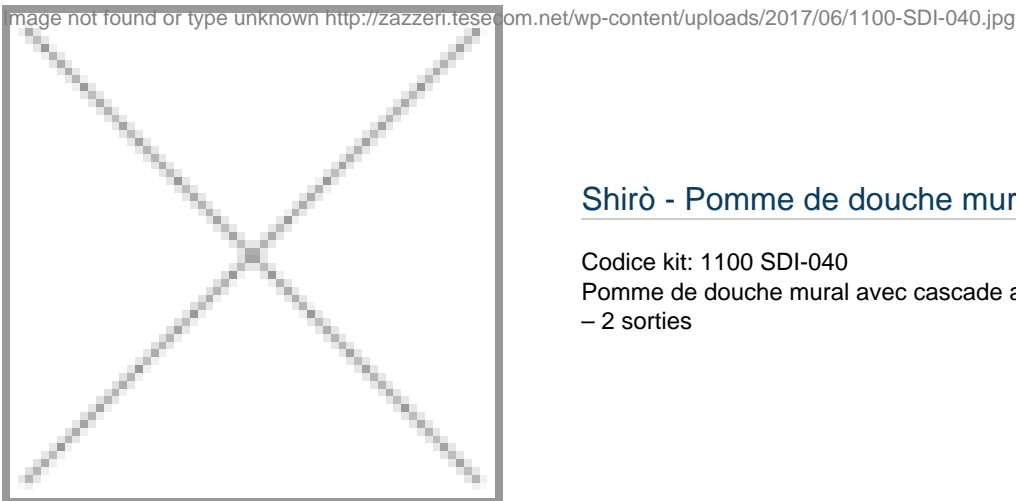 Image not found or type unknown http://zazzeri.tesecom.net/wp-content/uploads/2017/06/1100-SDI-040.jpg
Shirò - Pomme de douche mur
Codice kit: 1100 SDI-040
Pomme de douche mural avec cascade a
– 2 sorties